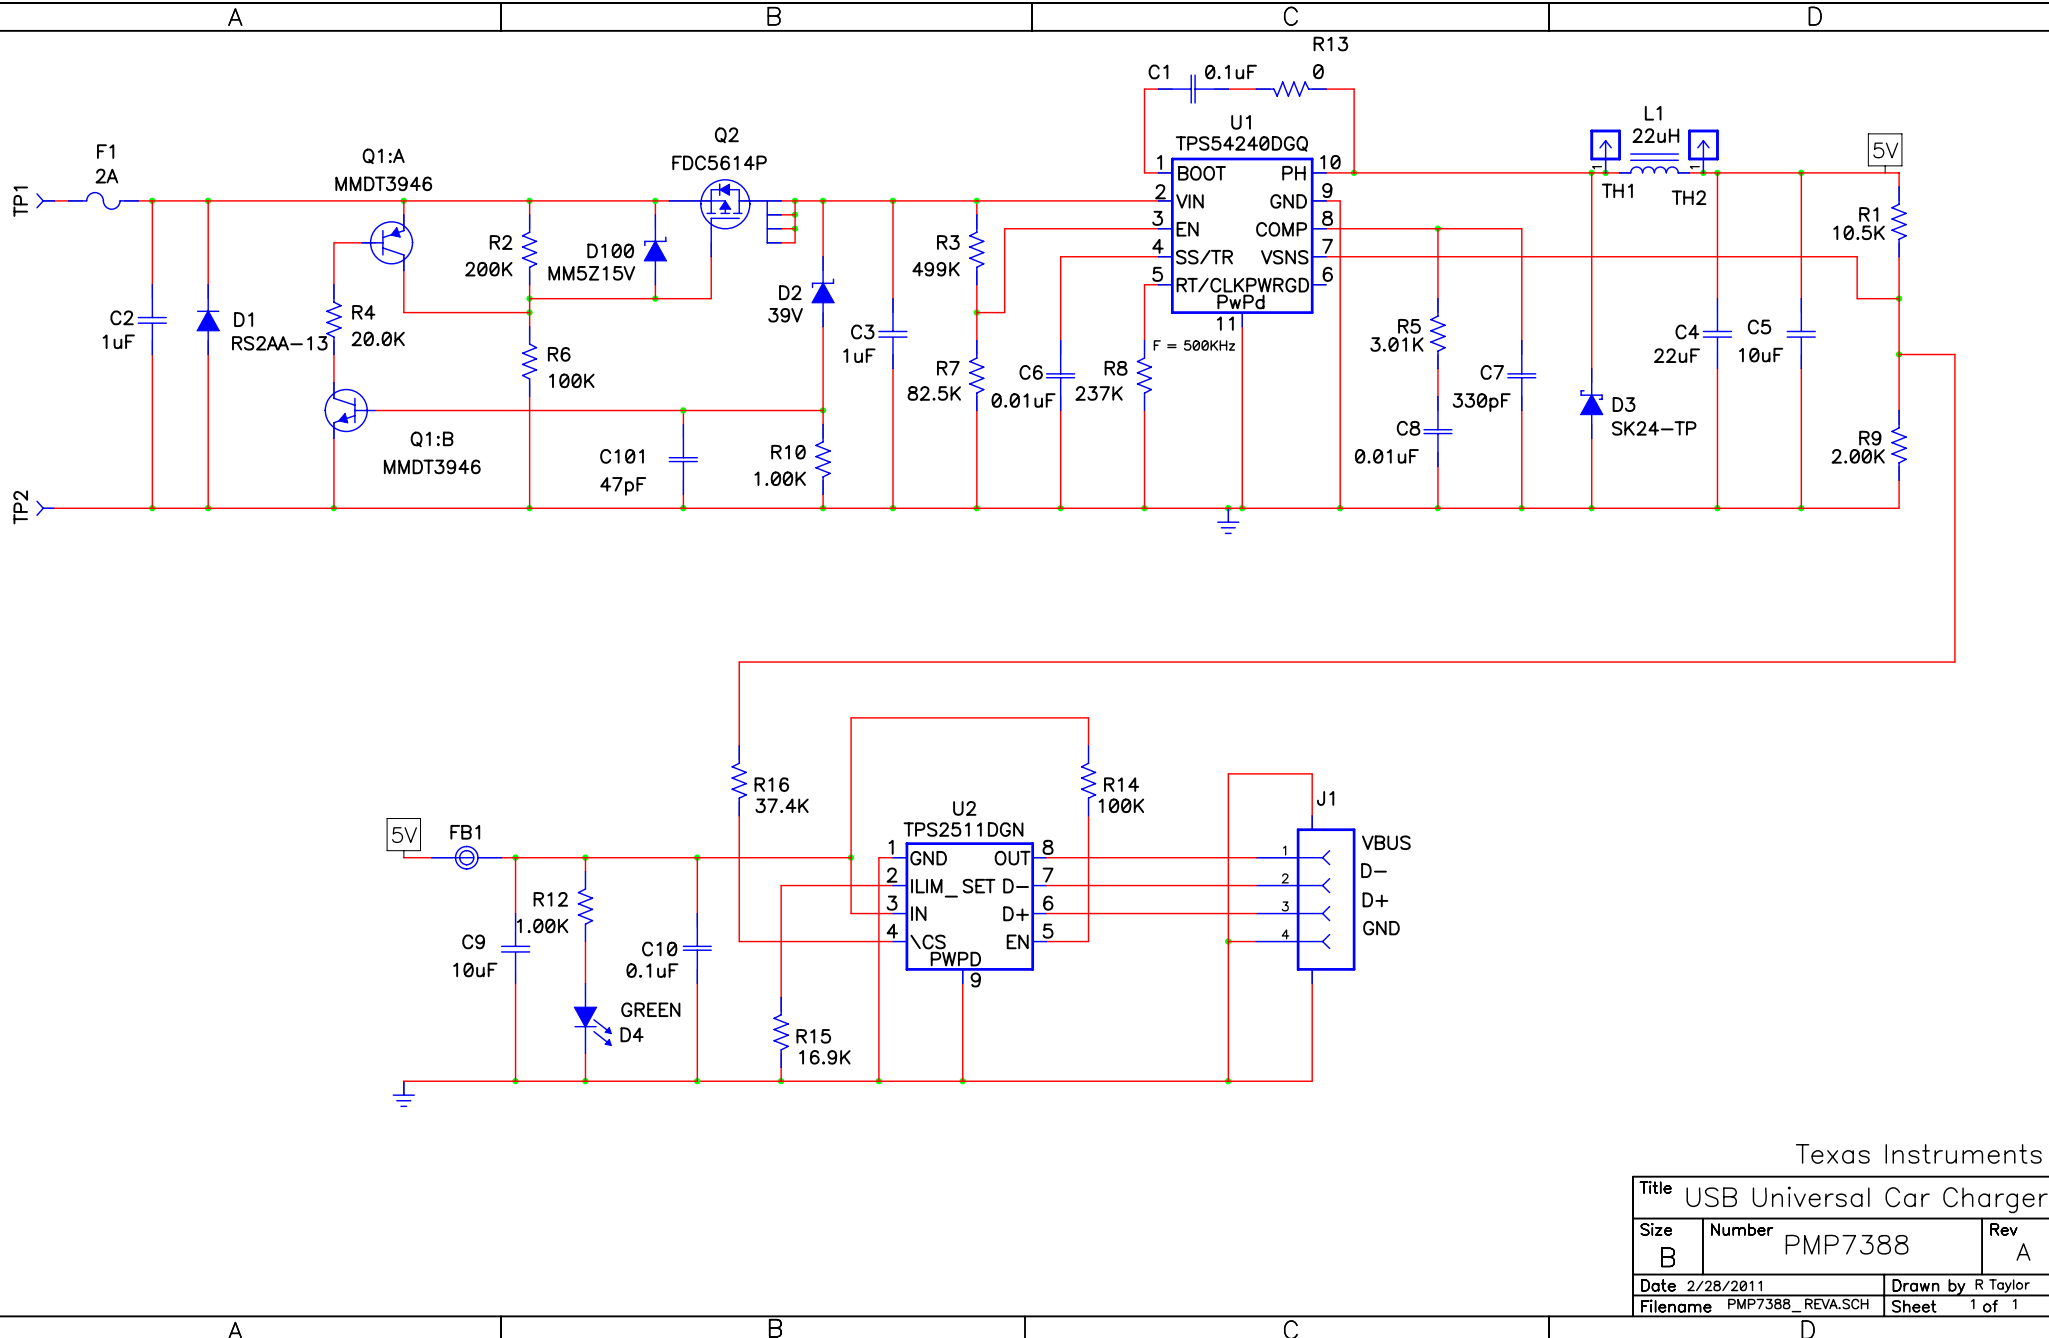 A B C D
R13
C1 0.1uF 0
U1
TPS54240DGQ
L1
22uH
5V
TH1 TH2
F1
2A
TP1
Q1:A
MMDT3946
Q2
FDC5614P
1 BOOT PH 10
2 VIN GND 9
3 EN COMP 8
4 SS/TR VSNS 7
5 RT/CLK PWRGD 6
PwPd
11
F = 500KHz
1
1
R2
200K
D100
MM5Z15V
R3
499K
R1
10.5K
C2
1uF
D1
RS2AA-13
R4
20.0K
R6
100K
D2
39V
C3
1uF
R7
82.5K
C6
0.01uF
R8
237K
R5
3.01K
C7
330pF
C8
0.01uF
D3
SK24-TP
C4
22uF
C5
10uF
R9
2.00K
Q1:B
MMDT3946
C101
47pF
R10
1.00K
TP2
R16
37.4K
R14
100K
U2
TPS2511DGN
J1
5V
FB1
1 GND OUT 8
2 ILIM_SET D- 7
3 IN D+ 6
4 \CS EN 5
PWPD
9
1 VBUS
2 D-
3 D+
4 GND
R12
1.00K
C9
10uF
C10
0.1uF
GREEN
D4
R15
16.9K
Texas Instruments
Title USB Universal Car Charger
Size B Number PMP7388 Rev A
Date 2/28/2011 Drawn by R Taylor
Filename PMP7388_REVA.SCH Sheet 1 of 1
A B C D